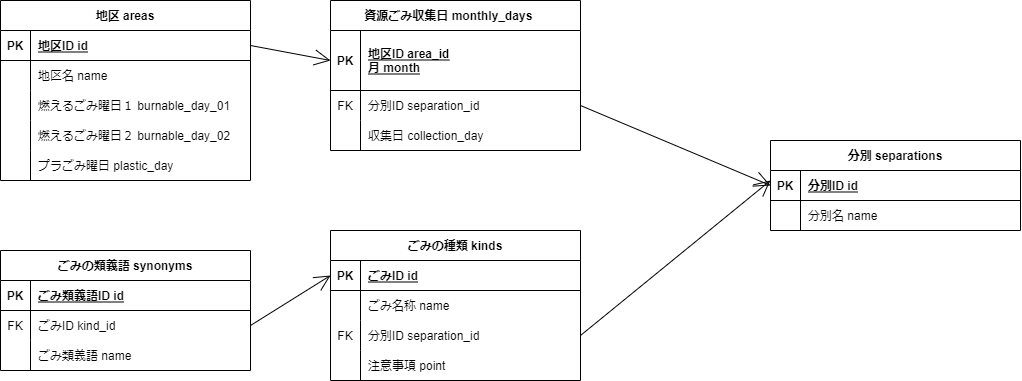 地区 areas
PK 地区ID id
地区名 name
燃えるごみ曜日１ burnable_day_01
燃えるごみ曜日２ burnable_day_02
プラごみ曜日 plastic_day
資源ごみ収集日 monthly_days
PK 地区ID area_id
月 month
FK 分別ID separation_id
収集日 collection_day
分別 separations
PK 分別ID id
分別名 name
ごみの類義語 synonyms
PK ごみ類義語ID id
FK ごみID kind_id
ごみ類義語 name
ごみの種類 kinds
PK ごみID id
ごみ名称 name
FK 分別ID separation_id
注意事項 point